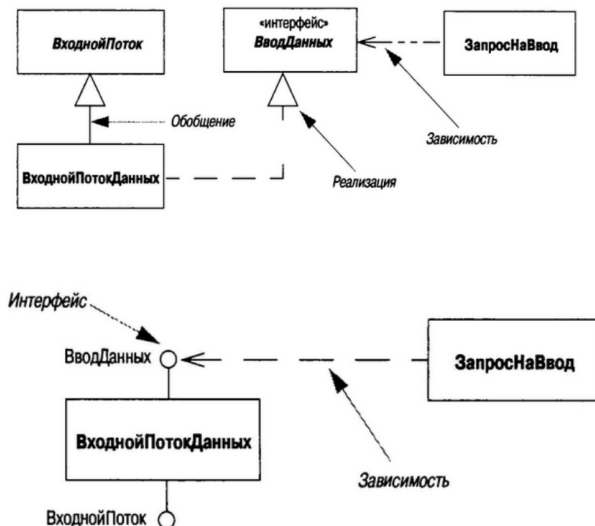 ВходнойПоток
«интерфейс»
ВводДанных
ЗапросНаВвод
Обобщение
Зависимость
ВходнойПотокДанных
Реализация
Интерфейс
ВводДанных
ЗапросНаВвод
ВходнойПотокДанных
Зависимость
ВходнойПоток